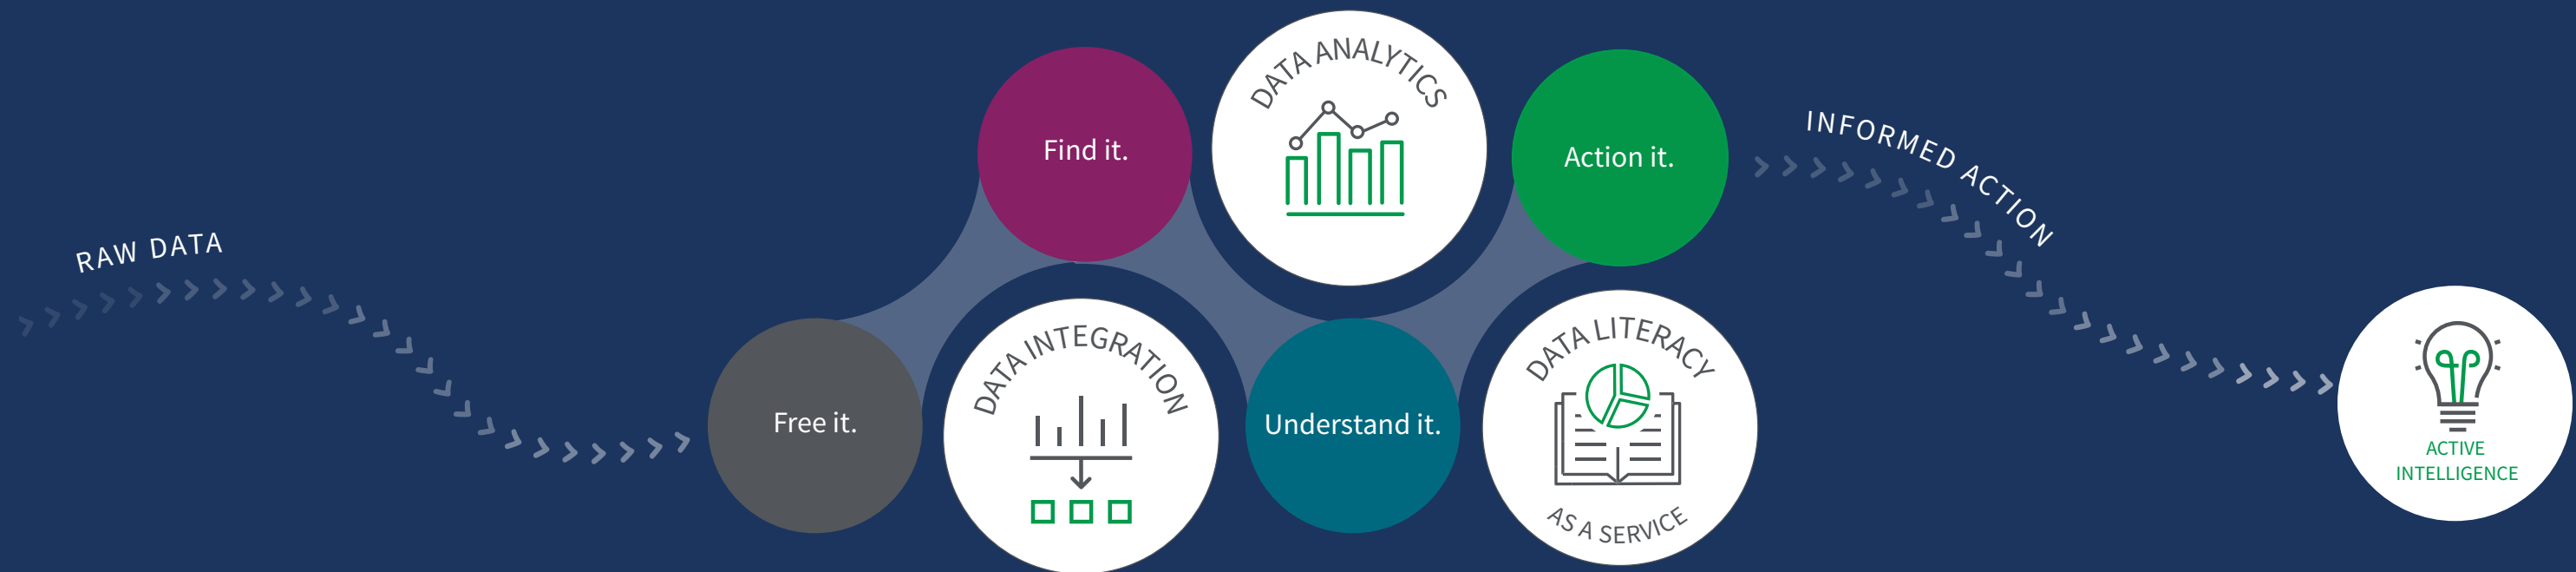 RAW DATA
Free it.
Find it.
DATA INTEGRATION
DATA ANALYTICS
Understand it.
Action it.
DATA LITERACY
AS A SERVICE
INFORMED ACTION
ACTIVE
INTELLIGENCE